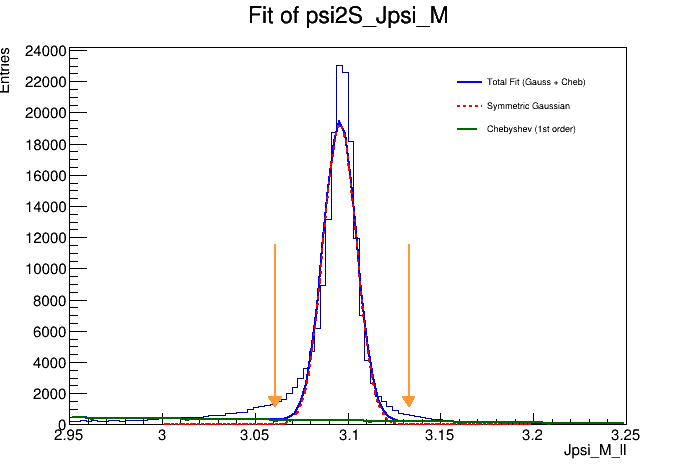 Fit of psi2S_Jpsi_M
Entries
24000
22000
20000
18000
16000
14000
12000
10000
8000
6000
4000
2000
0
Total Fit (Gauss + Cheb)
Symmetric Gaussian
Chebyshev (1st order)
2.95 3 3.05 3.1 3.15 3.2 3.25
Jpsi_M_ll